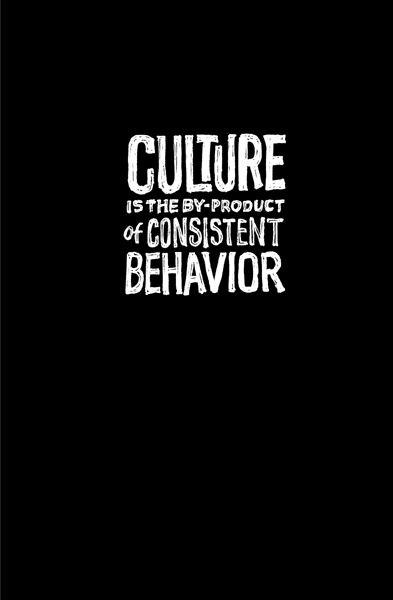 CULTURE
IS THE BY-PRODUCT
of CONSISTENT
BEHAVIOR